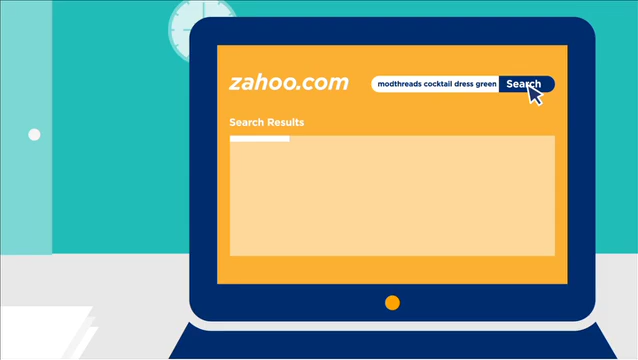 zahoo.com
modthreads cocktail dress green
Search
Search Results